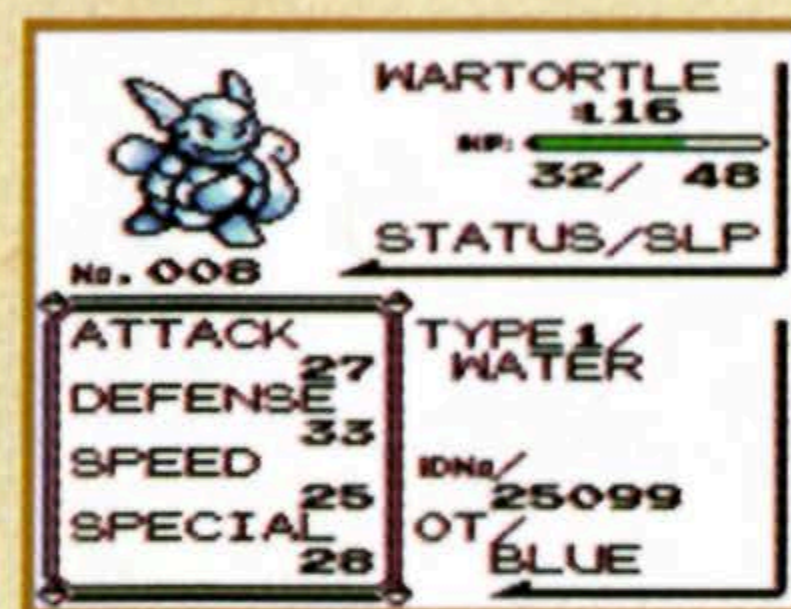 WARTORTLE
:L16
HP:
32/ 48
STATUS/SLP
No. 008
ATTACK
27
DEFENSE
33
SPEED
25
SPECIAL
28
TYPE1/
WATER
IDNo/
25099
OT/
BLUE